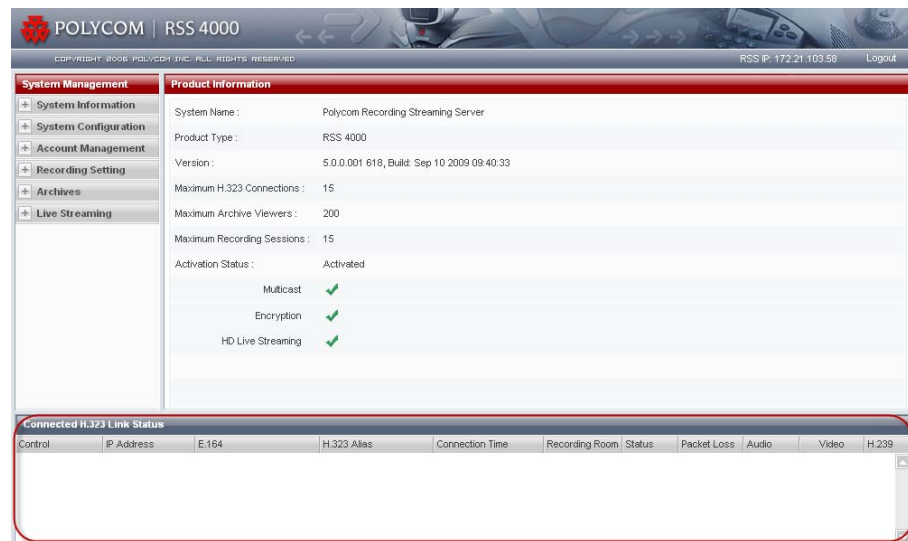 POLYCOM | RSS 4000
COPYRIGHT 2006 POLYCOM INC. ALL RIGHTS RESERVED
RSS IP: 172.21.103.58 Logout
System Management
+ System Information
+ System Configuration
+ Account Management
+ Recording Setting
+ Archives
+ Live Streaming
Product Information
System Name : Polycom Recording Streaming Server
Product Type : RSS 4000
Version : 5.0.0.001 618, Build: Sep 10 2009 09:40:33
Maximum H.323 Connections : 15
Maximum Archive Viewers : 200
Maximum Recording Sessions : 15
Activation Status : Activated
Multicast
Encryption
HD Live Streaming
Connected H.323 Link Status
Control IP Address E.164 H.323 Alias Connection Time Recording Room Status Packet Loss Audio Video H.239